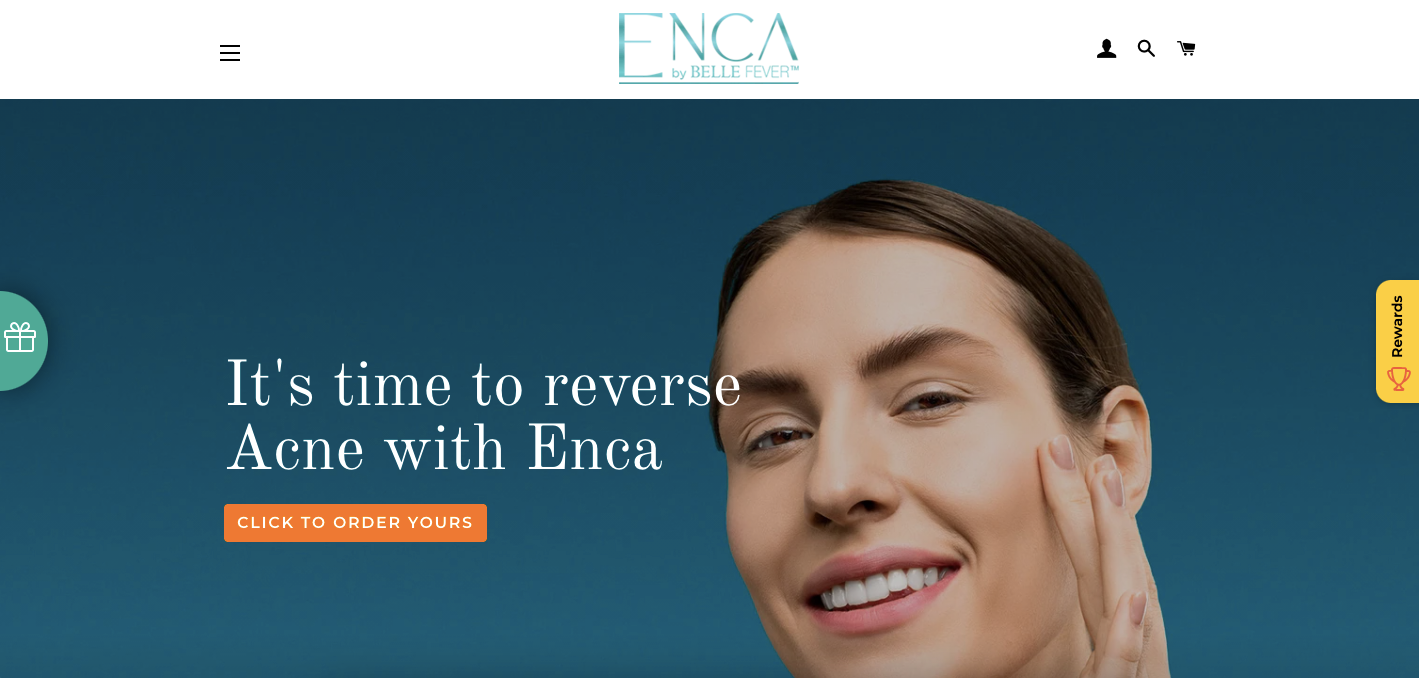 ENCA
by BELLE FEVER™
It's time to reverse
Acne with Enca
CLICK TO ORDER YOURS
Rewards